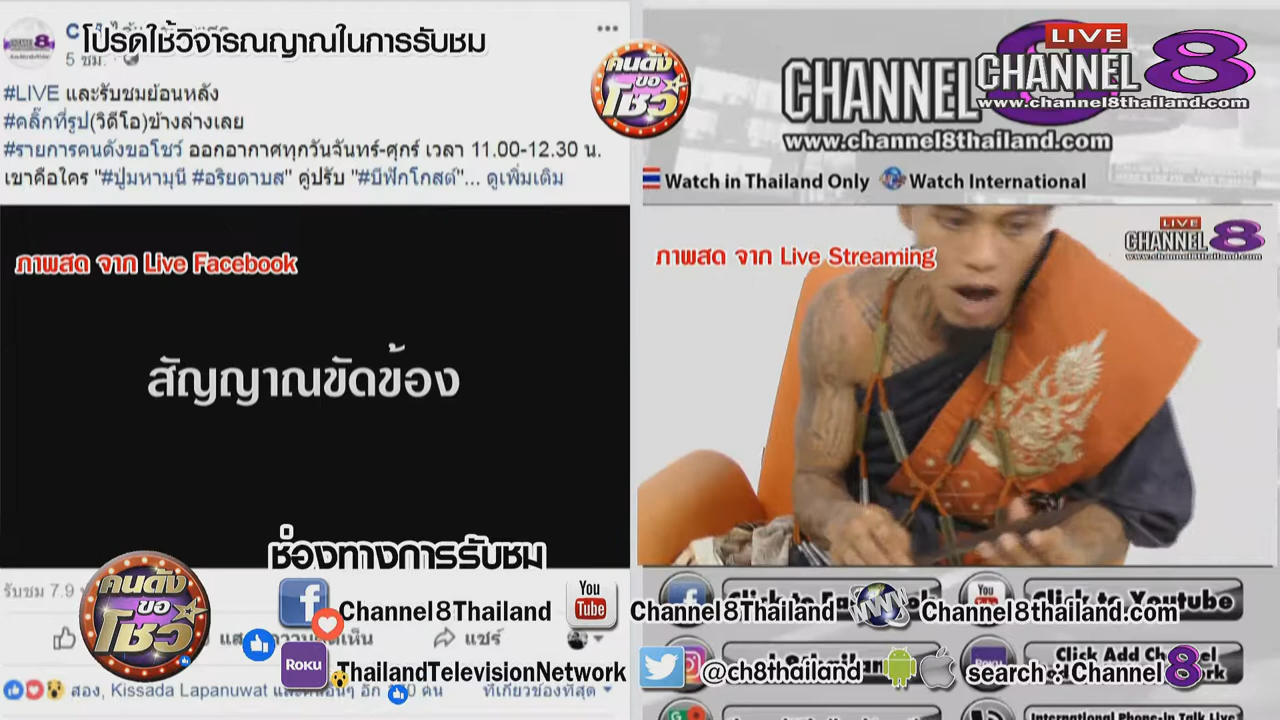 โปรดใช้วิจารณญาณในการรับชม
5 ชม.
#LIVE และรับชมย้อนหลัง
#คลิ๊กที่รูป(วิดีโอ)ข้างล่างเลย
#รายการคนดังขอโชว์ ออกอากาศทุกวันจันทร์-ศุกร์ เวลา 11.00-12.30 น.
เขาคือใคร "#ปู่มหามุนี #อริยดาบส" คู่ปรับ "#บีฟักโกสต์"... ดูเพิ่มเติม
คนดัง
ขอ
โชว์
CHANNEL
www.channel8thailand.com
LIVE
CHANNEL 8
www.channel8thailand.com
Watch in Thailand Only
Watch International
ภาพสด จาก Live Facebook
สัญญาณขัดข้อง
ภาพสด จาก Live Streaming
LIVE
CHANNEL 8
www.channel8thailand.com
ช่องทางการรับชม
รับชม 7.9
คนดัง
ขอ
โชว์
Channel8Thailand
You
Tube
Channel8Thailand
www
Channel8thailand.com
แชร์
Roku
ThailandTelevisionNetwork
@ch8thailand
search : Channel 8
Click Add Channel
สอง, Kissada Lapanuwat
ที่เกี่ยวข้องที่สุด
International Phone-In Talk Live